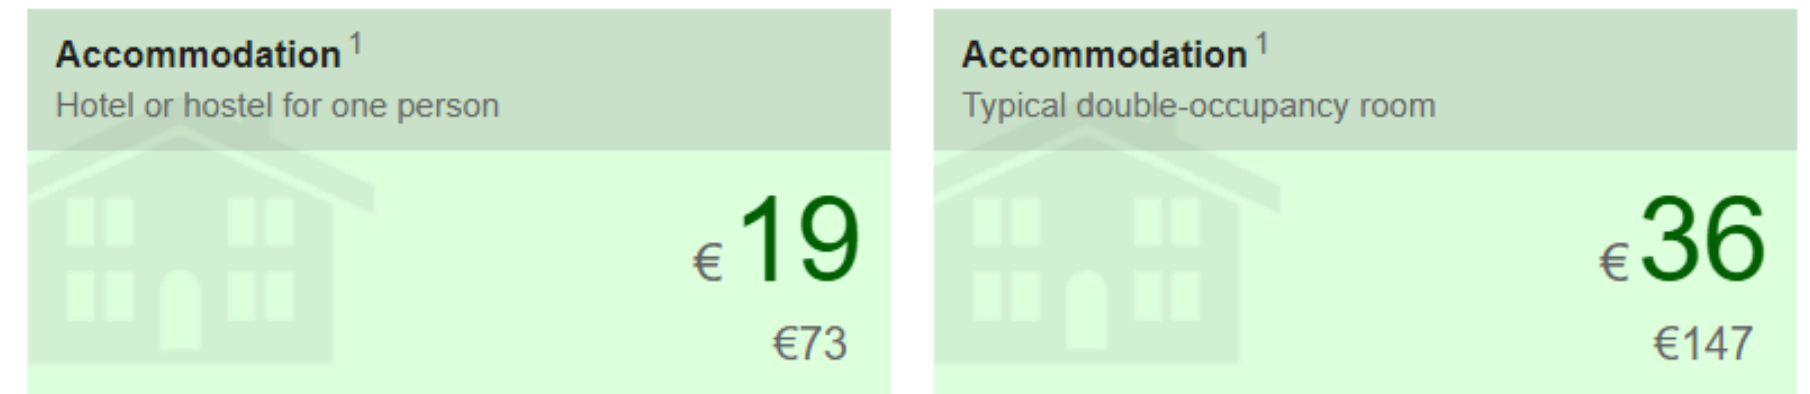 Accommodation 1
Hotel or hostel for one person
€ 19
€73
Accommodation 1
Typical double-occupancy room
€ 36
€147